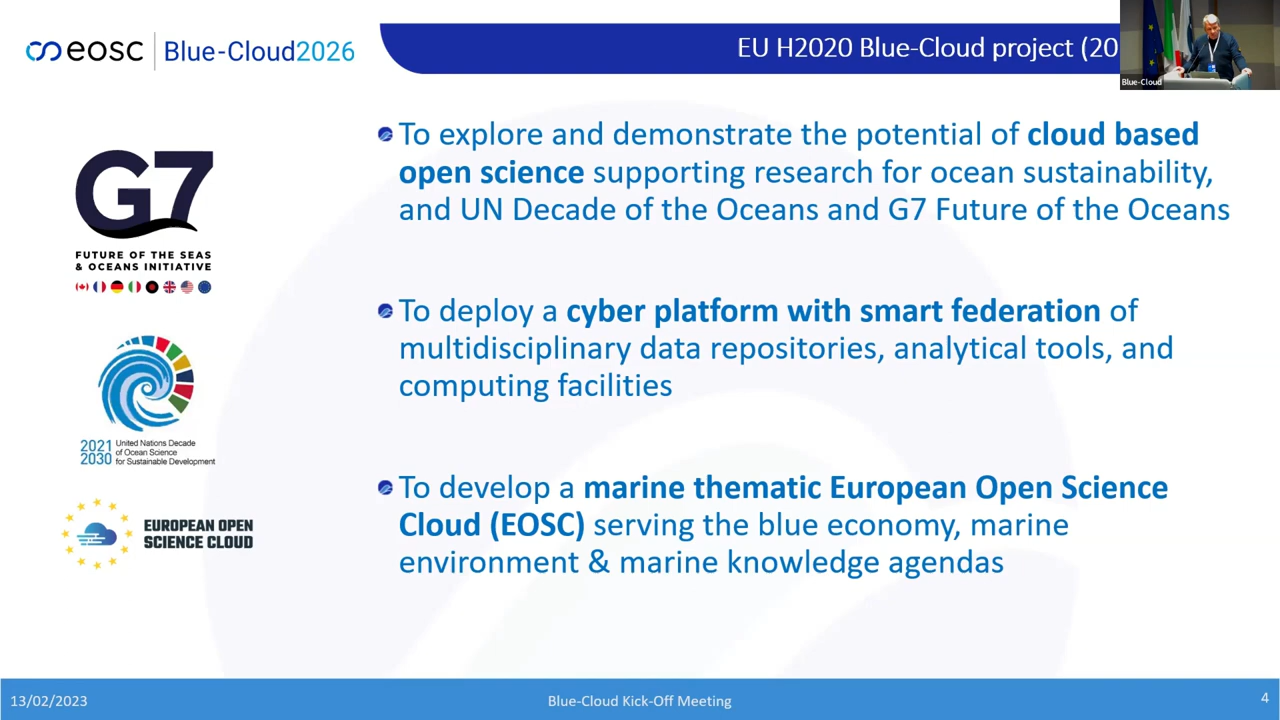 eosc Blue-Cloud2026
EU H2020 Blue-Cloud project (20
Blue-Cloud
To explore and demonstrate the potential of cloud based
open science supporting research for ocean sustainability,
and UN Decade of the Oceans and G7 Future of the Oceans
To deploy a cyber platform with smart federation of
multidisciplinary data repositories, analytical tools, and
computing facilities
To develop a marine thematic European Open Science
Cloud (EOSC) serving the blue economy, marine
environment & marine knowledge agendas
G7
FUTURE OF THE SEAS
& OCEANS INITIATIVE
2021
2030
United Nations Decade
of Ocean Science
for Sustainable Development
EUROPEAN OPEN
SCIENCE CLOUD
13/02/2023
Blue-Cloud Kick-Off Meeting
4